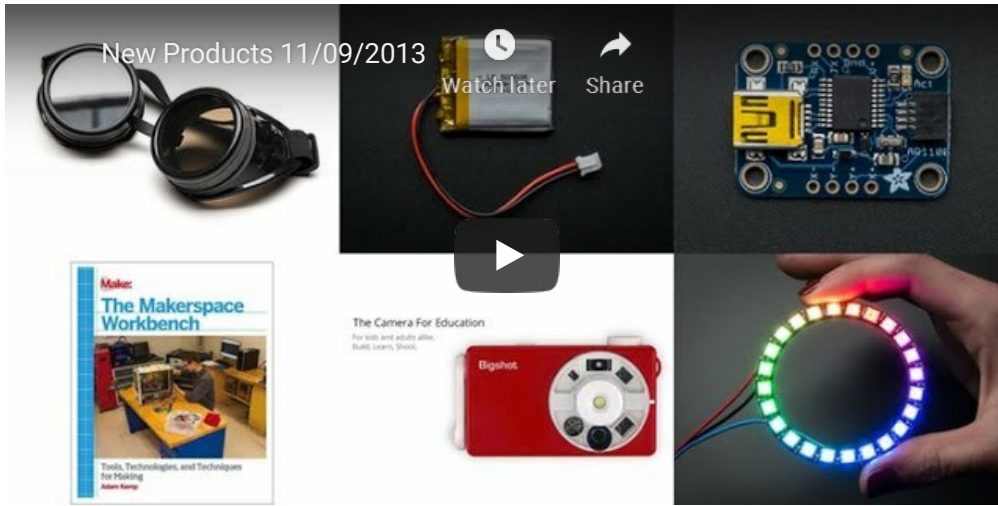 New Products 11/09/2013
Watch later
Share
Act
Make:
The Makerspace
Workbench
Tools, Technologies, and Techniques
for Making
Adam Kemp
The Camera For Education
For kids and adults alike.
Build, Learn, Shoot.
Bigshot